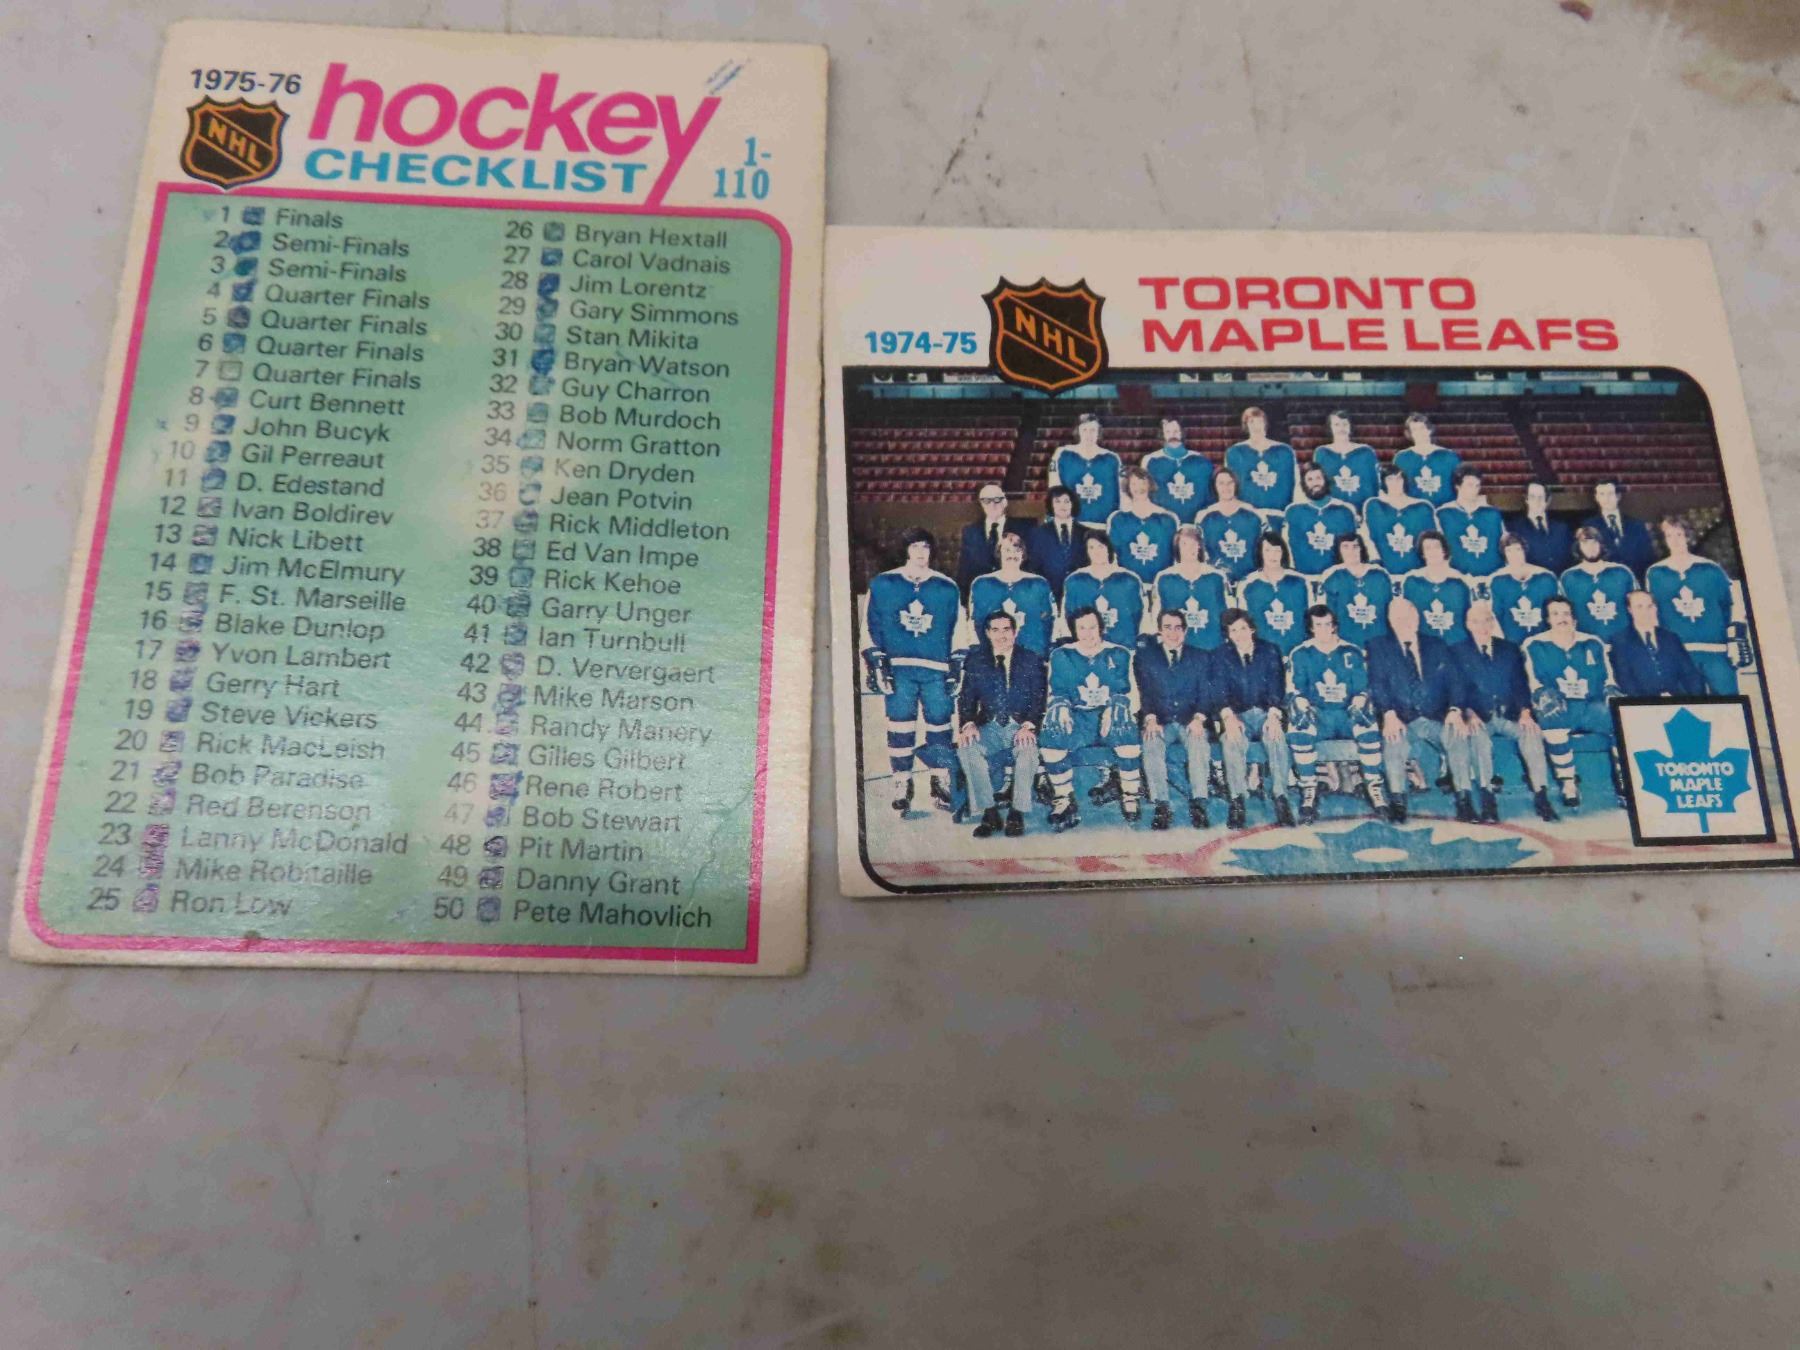 1975-76
hockey
NHL
CHECKLIST
1-
110
1 Finals
2 Semi-Finals
3 Semi-Finals
4 Quarter Finals
5 Quarter Finals
6 Quarter Finals
7 Quarter Finals
8 Curt Bennett
9 John Bucyk
10 Gil Perreaut
11 D. Edestand
12 Ivan Boldirev
13 Nick Libett
14 Jim McElmury
15 F. St. Marseille
16 Blake Dunlop
17 Yvon Lambert
18 Gerry Hart
19 Steve Vickers
20 Rick MacLeish
21 Bob Paradise
22 Red Berenson
23 Lanny McDonald
24 Mike Robitaille
25 Ron Low
26 Bryan Hextall
27 Carol Vadnais
28 Jim Lorentz
29 Gary Simmons
30 Stan Mikita
31 Bryan Watson
32 Guy Charron
33 Bob Murdoch
34 Norm Gratton
35 Ken Dryden
36 Jean Potvin
37 Rick Middleton
38 Ed Van Impe
39 Rick Kehoe
40 Garry Unger
41 Ian Turnbull
42 D. Ververgaert
43 Mike Marson
44 Randy Manery
45 Gilles Gilbert
46 Rene Robert
47 Bob Stewart
48 Pit Martin
49 Danny Grant
50 Pete Mahovlich
1974-75
NHL
TORONTO
MAPLE LEAFS
A
C
A
TORONTO
MAPLE
LEAFS